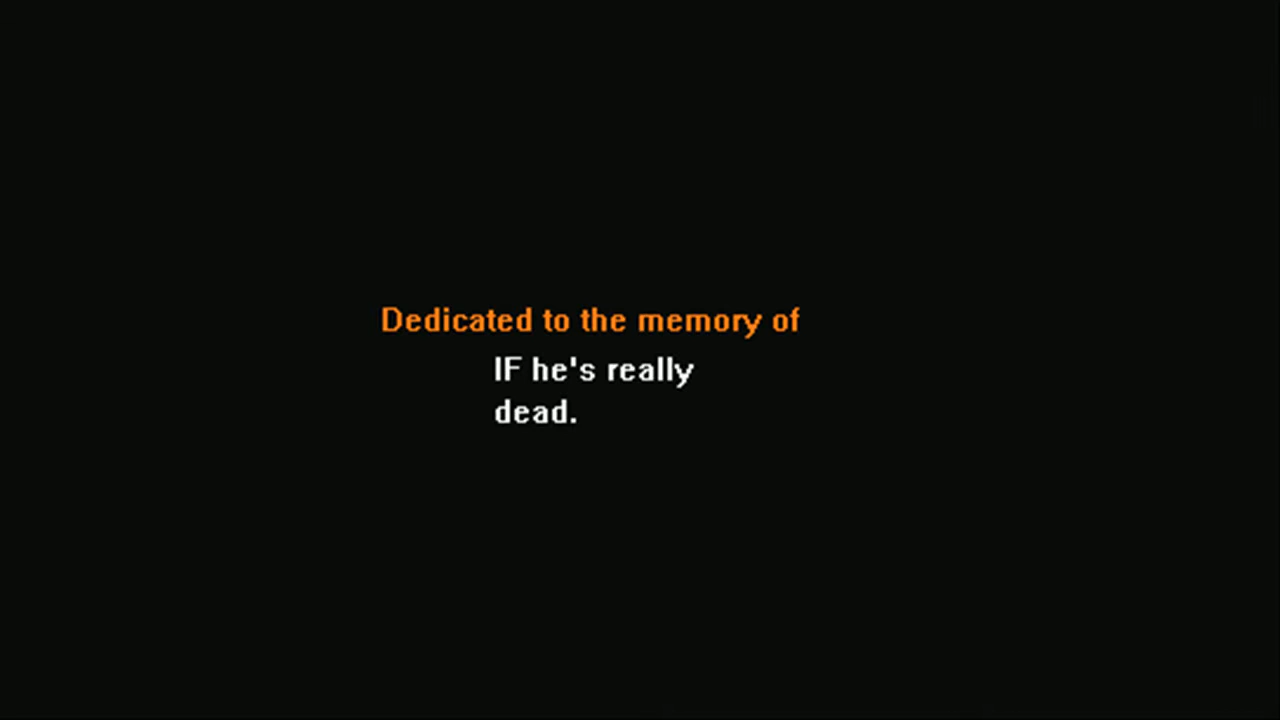 Dedicated to the memory of
IF he's really
dead.